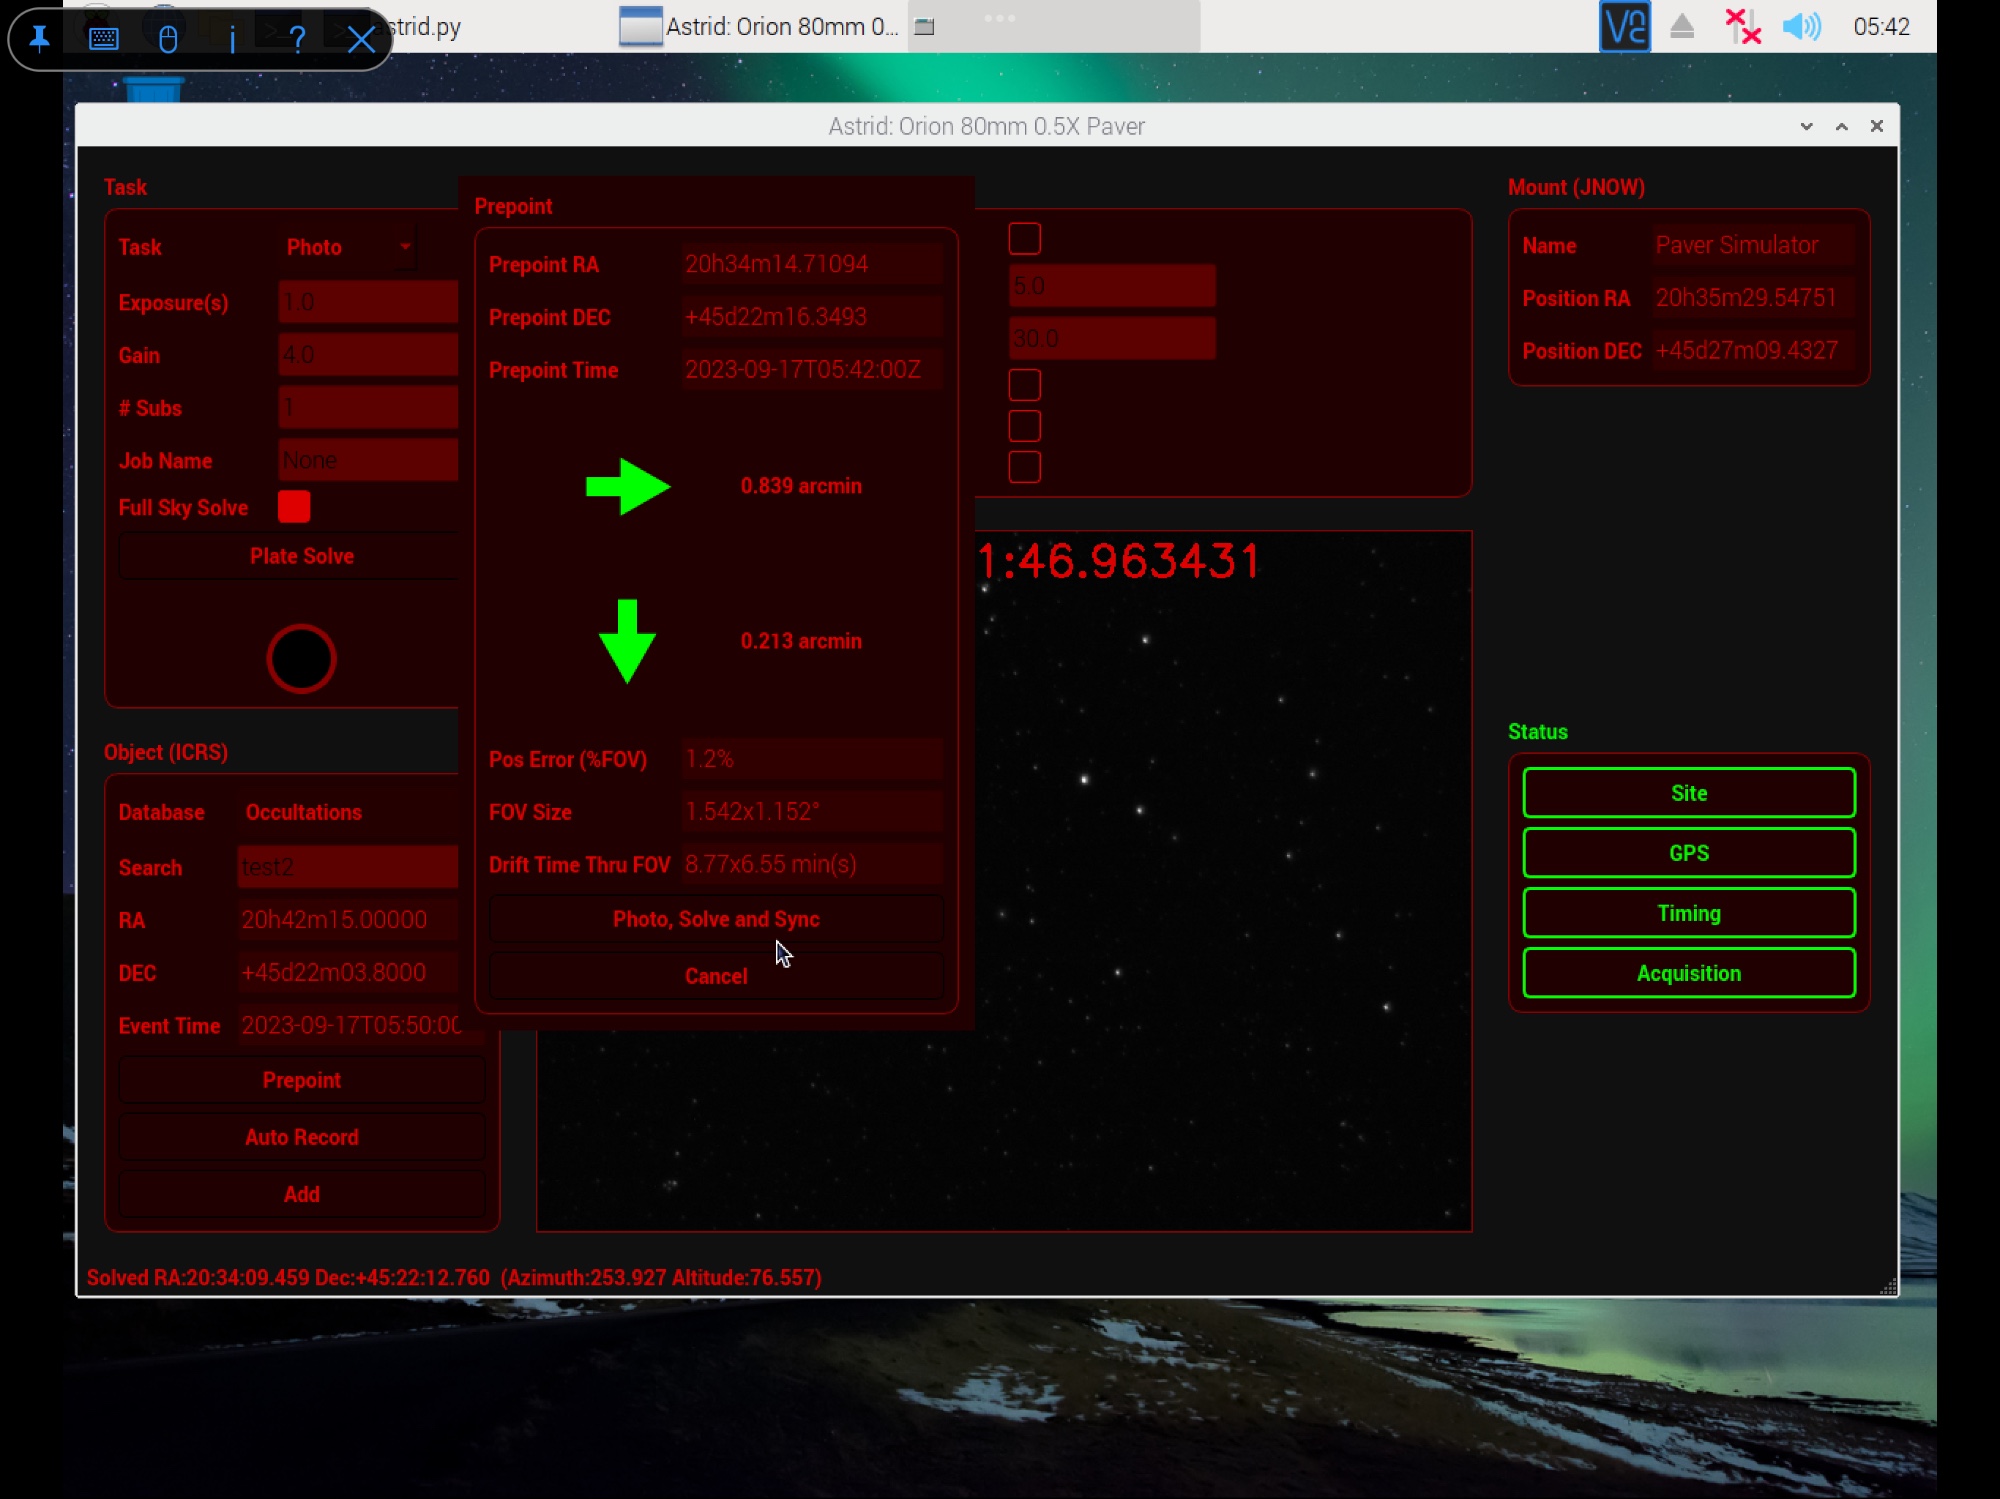 astrid.py
Astrid: Orion 80mm 0...
05:42
Astrid: Orion 80mm 0.5X Paver
Task
Task Photo
Exposure(s) 1.0
Gain 4.0
# Subs 1
Job Name None
Full Sky Solve
Plate Solve
Object (ICRS)
Database Occultations
Search test2
RA 20h42m15.00000
DEC +45d22m03.8000
Event Time 2023-09-17T05:50:00
Prepoint
Auto Record
Add
Prepoint
Prepoint RA 20h34m14.71094
Prepoint DEC +45d22m16.3493
Prepoint Time 2023-09-17T05:42:00Z
0.839 arcmin
0.213 arcmin
Pos Error (%FOV) 1.2%
FOV Size 1.542x1.152°
Drift Time Thru FOV 8.77x6.55 min(s)
Photo, Solve and Sync
Cancel
5.0
30.0
1:46.963431
Mount (JNOW)
Name Paver Simulator
Position RA 20h35m29.54751
Position DEC +45d27m09.4327
Status
Site
GPS
Timing
Acquisition
Solved RA:20:34:09.459 Dec:+45:22:12.760 (Azimuth:253.927 Altitude:76.557)